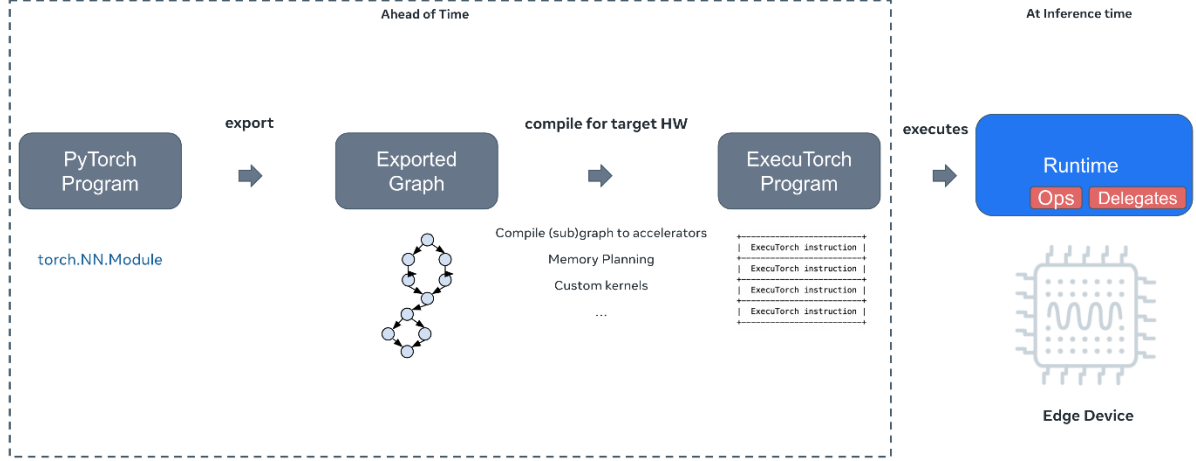 Ahead of Time
At Inference time
export
compile for target HW
executes
PyTorch
Program
Exported
Graph
ExecuTorch
Program
Runtime
Ops
Delegates
torch.NN.Module
Compile (sub)graph to accelerators
Memory Planning
Custom kernels
...
+------------------------+
| ExecuTorch instruction |
+------------------------+
| ExecuTorch instruction |
+------------------------+
| ExecuTorch instruction |
+------------------------+
| ExecuTorch instruction |
+------------------------+
Edge Device